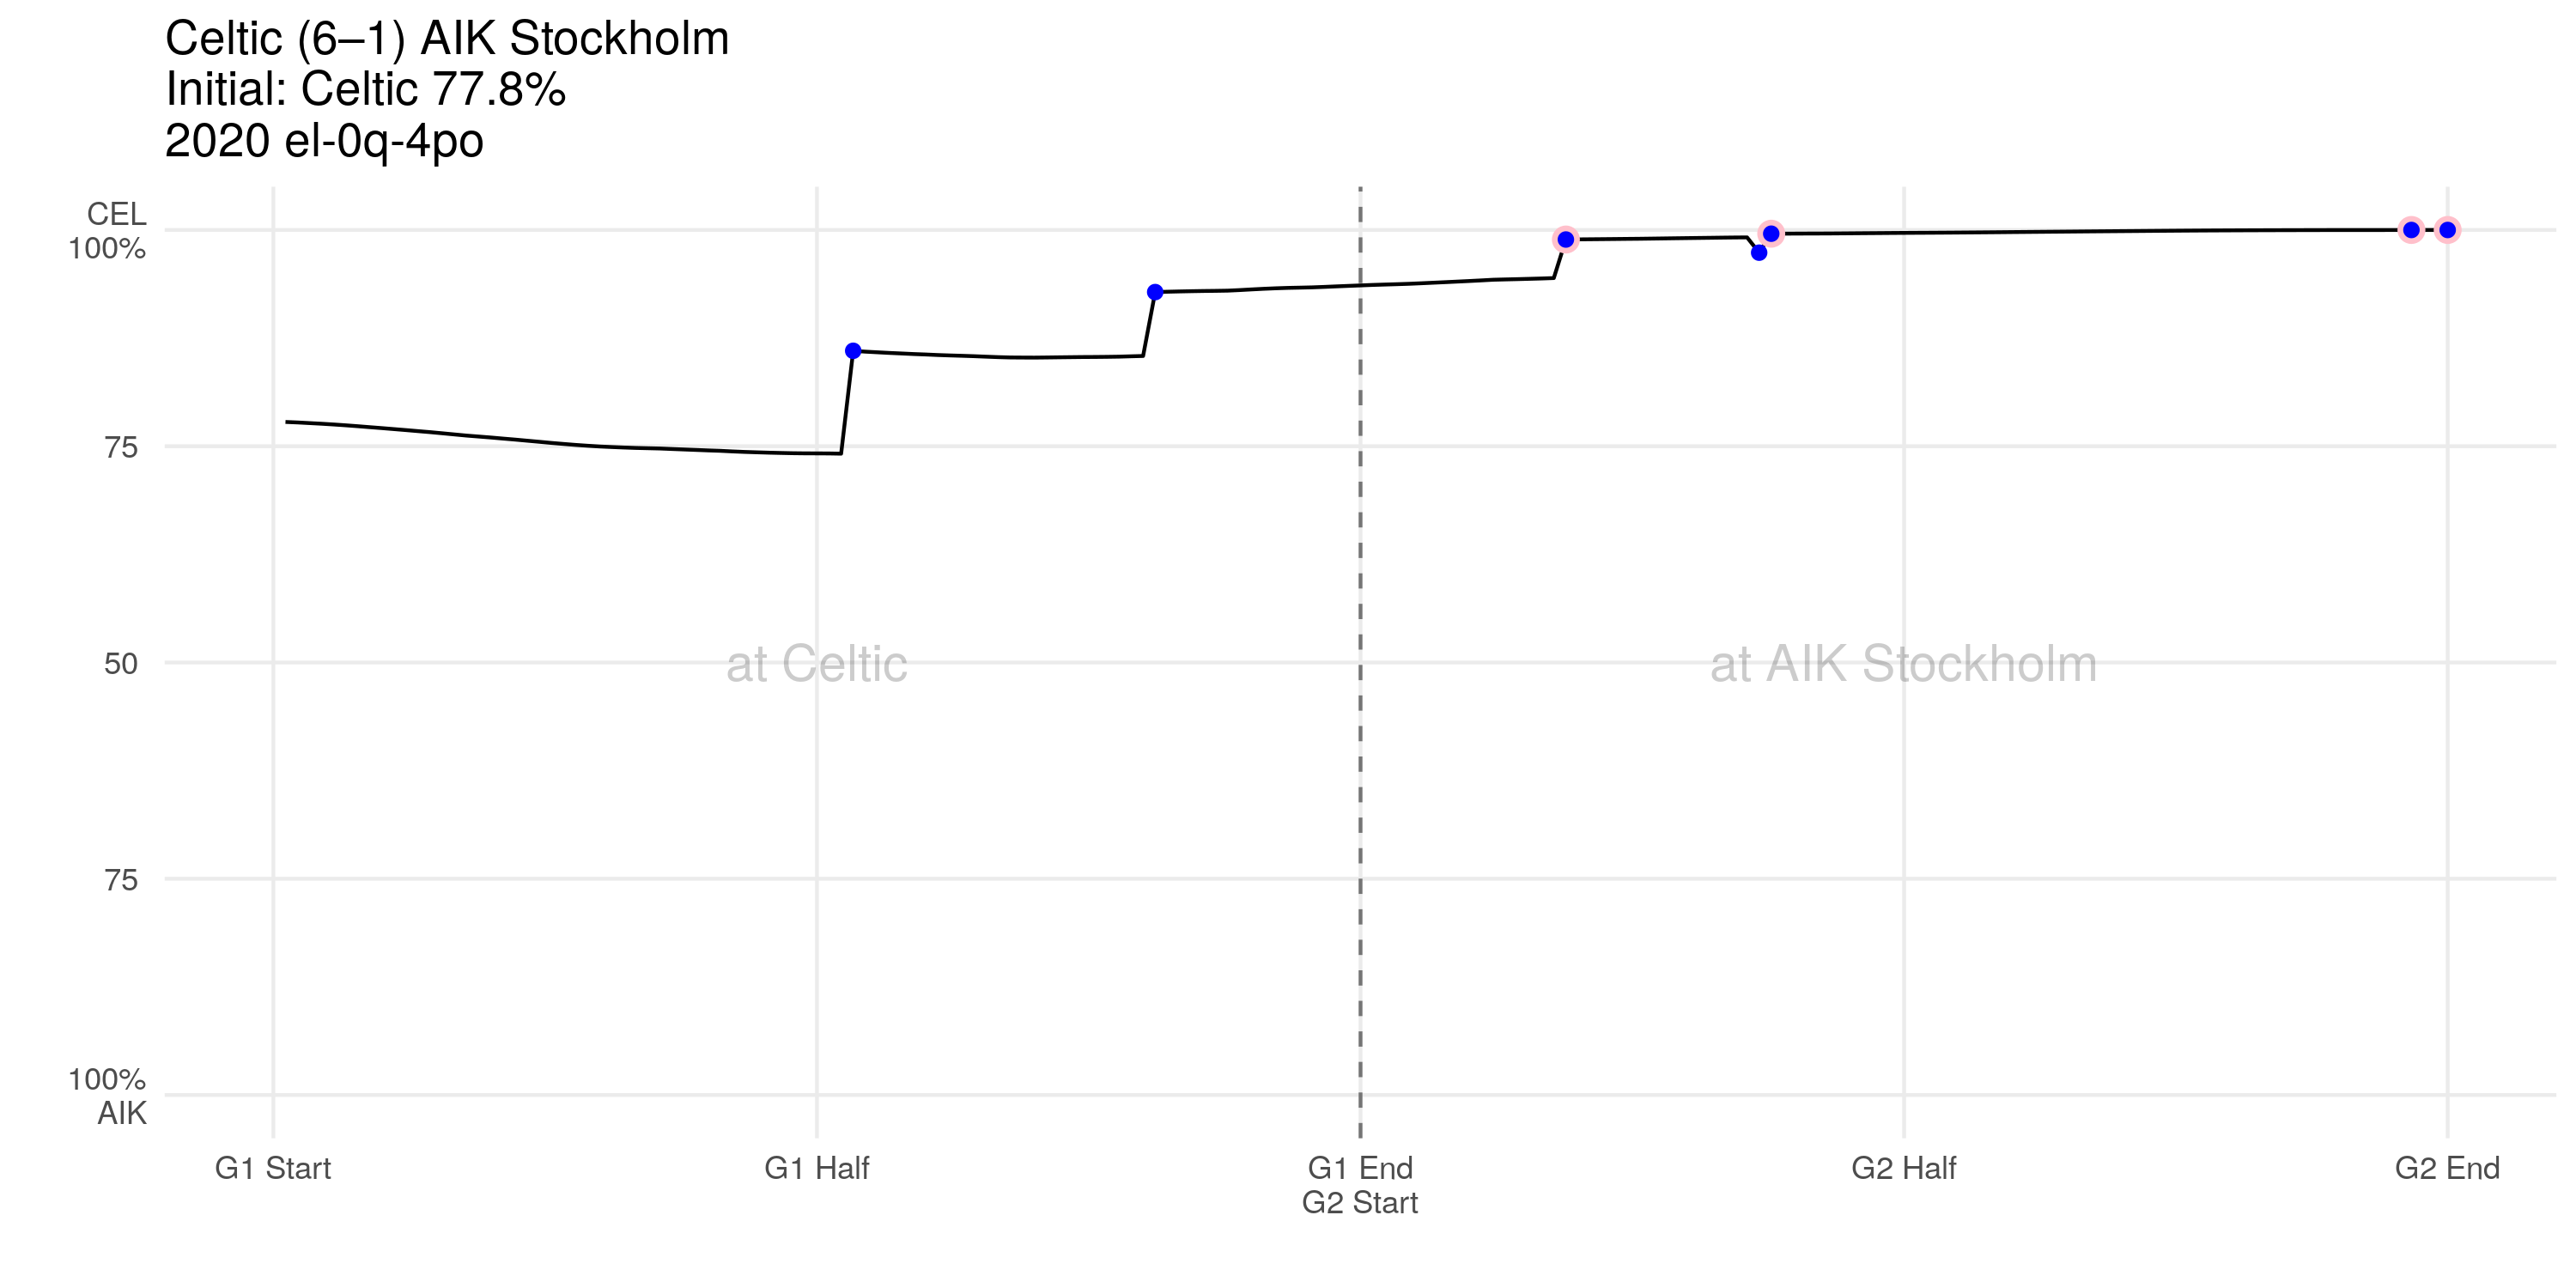 Celtic (6–1) AIK Stockholm
Initial: Celtic 77.8%
2020 el-0q-4po
CEL
100%
75
50
75
100%
AIK
at Celtic
at AIK Stockholm
G1 Start
G1 Half
G1 End
G2 Start
G2 Half
G2 End